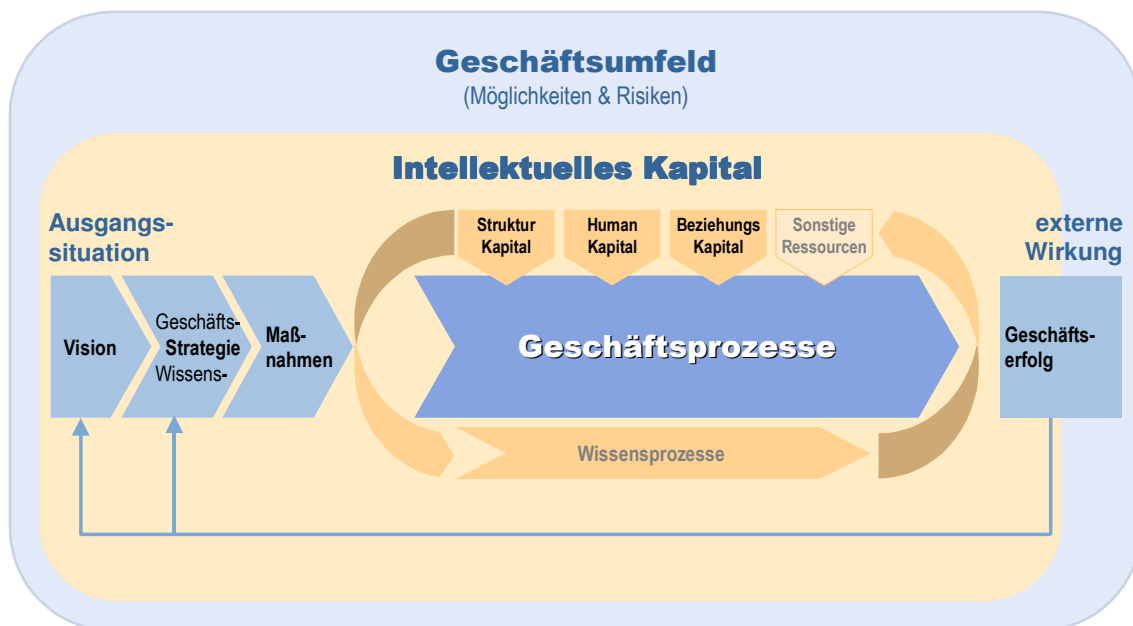 Geschäftsumfeld
(Möglichkeiten & Risiken)
Intellektuelles Kapital
Ausgangs-
situation
Struktur
Kapital
Human
Kapital
Beziehungs
Kapital
Sonstige
Ressourcen
externe
Wirkung
Vision
Geschäfts-
Strategie
Wissens-
Maß-
nahmen
Geschäftsprozesse
Geschäfts-
erfolg
Wissensprozesse